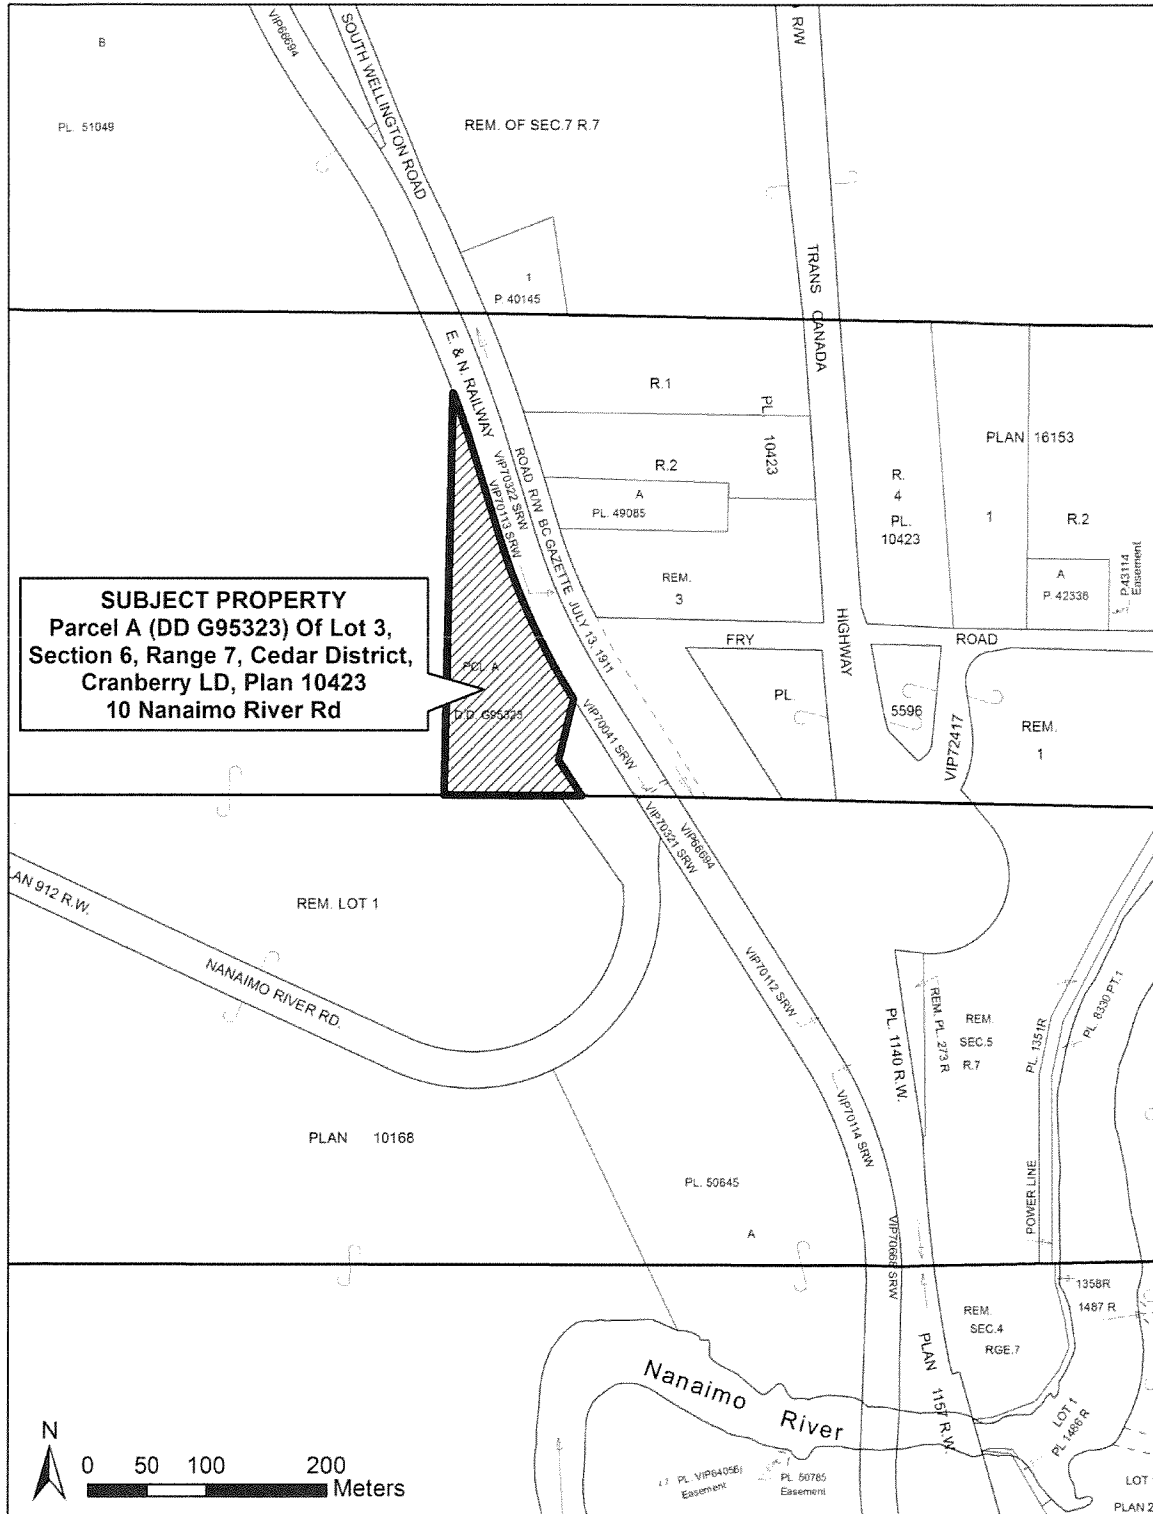 B
PL. 51049
VIP66694
SOUTH WELLINGTON ROAD
REM. OF SEC.7 R.7
R/W
1
P. 40145
TRANS CANADA
E. & N. RAILWAY
R.1
PL. 10423
PLAN 16153
R.2
A
PL. 49085
R.
4
PL.
10423
1
R.2
ROAD R/W BC GAZETTE JULY 13, 1911
VIP70322 SRW
VIP70113 SRW
REM.
3
A
P. 42336
P.43114
Easement
SUBJECT PROPERTY
Parcel A (DD G95323) Of Lot 3,
Section 6, Range 7, Cedar District,
Cranberry LD, Plan 10423
10 Nanaimo River Rd
PCL A
D.D. G95323
FRY ROAD
HIGHWAY
PL.
5596
VIP72417
REM.
1
VIP70041 SRW
VIP70321 SRW
VIP66694
AN 912 R.W.
REM. LOT 1
NANAIMO RIVER RD.
VIP70112 SRW
PL. 1140 R.W.
REM. PL. 273 R
REM.
SEC.5
R.7
PL. 1351R
PL. 8330 PT.1
PLAN 10168
VIP70114 SRW
PL. 50645
A
POWER LINE
VIP70668 SRW
1358R
1487 R
REM.
SEC.4
RGE.7
PLAN 1157 R.W.
Nanaimo River
LOT 1
PL 1486 R
N
0 50 100 200
Meters
PL. VIP64056
Easement
PL. 50785
Easement
LOT
PLAN 2